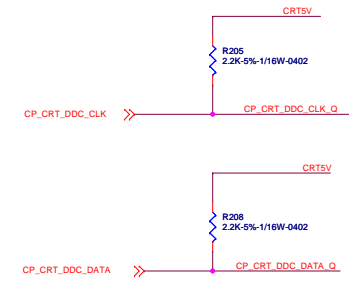 CRT5V
R205
2.2K-5%-1/16W-0402
CP_CRT_DDC_CLK
CP_CRT_DDC_CLK_Q
CRT5V
R208
2.2K-5%-1/16W-0402
CP_CRT_DDC_DATA
CP_CRT_DDC_DATA_Q